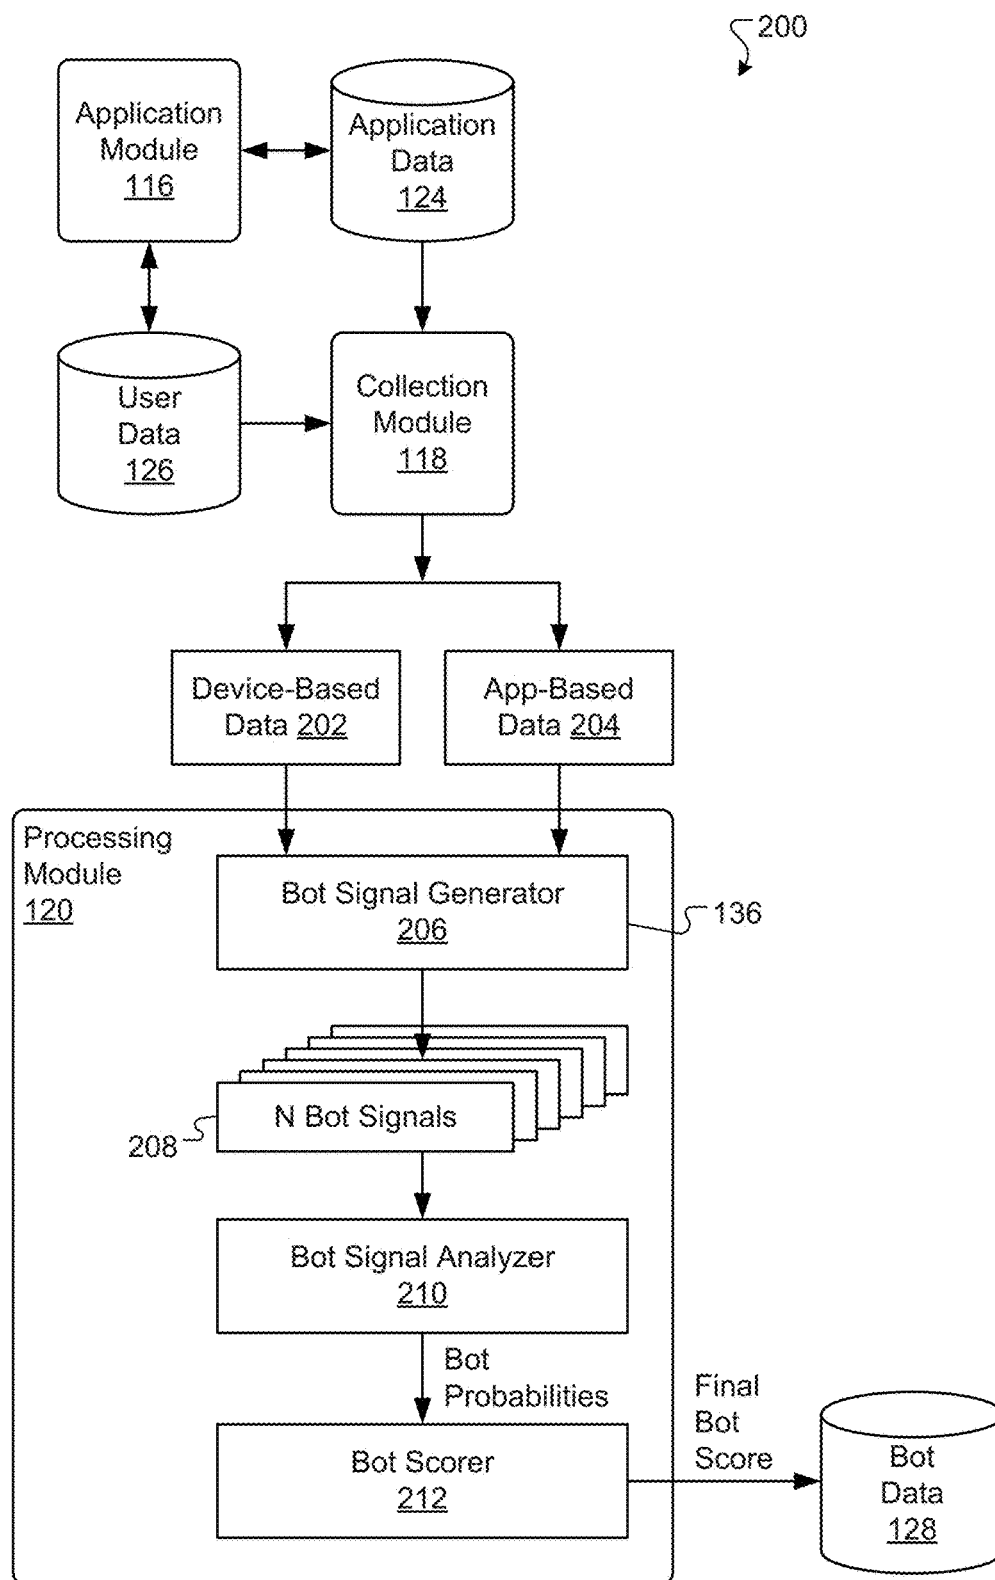 200
Application
Module
116
Application
Data
124
User
Data
126
Collection
Module
118
Device-Based
Data 202
App-Based
Data 204
Processing
Module
120
Bot Signal Generator
206
136
N Bot Signals
208
Bot Signal Analyzer
210
Bot
Probabilities
Final
Bot
Score
Bot Scorer
212
Bot
Data
128